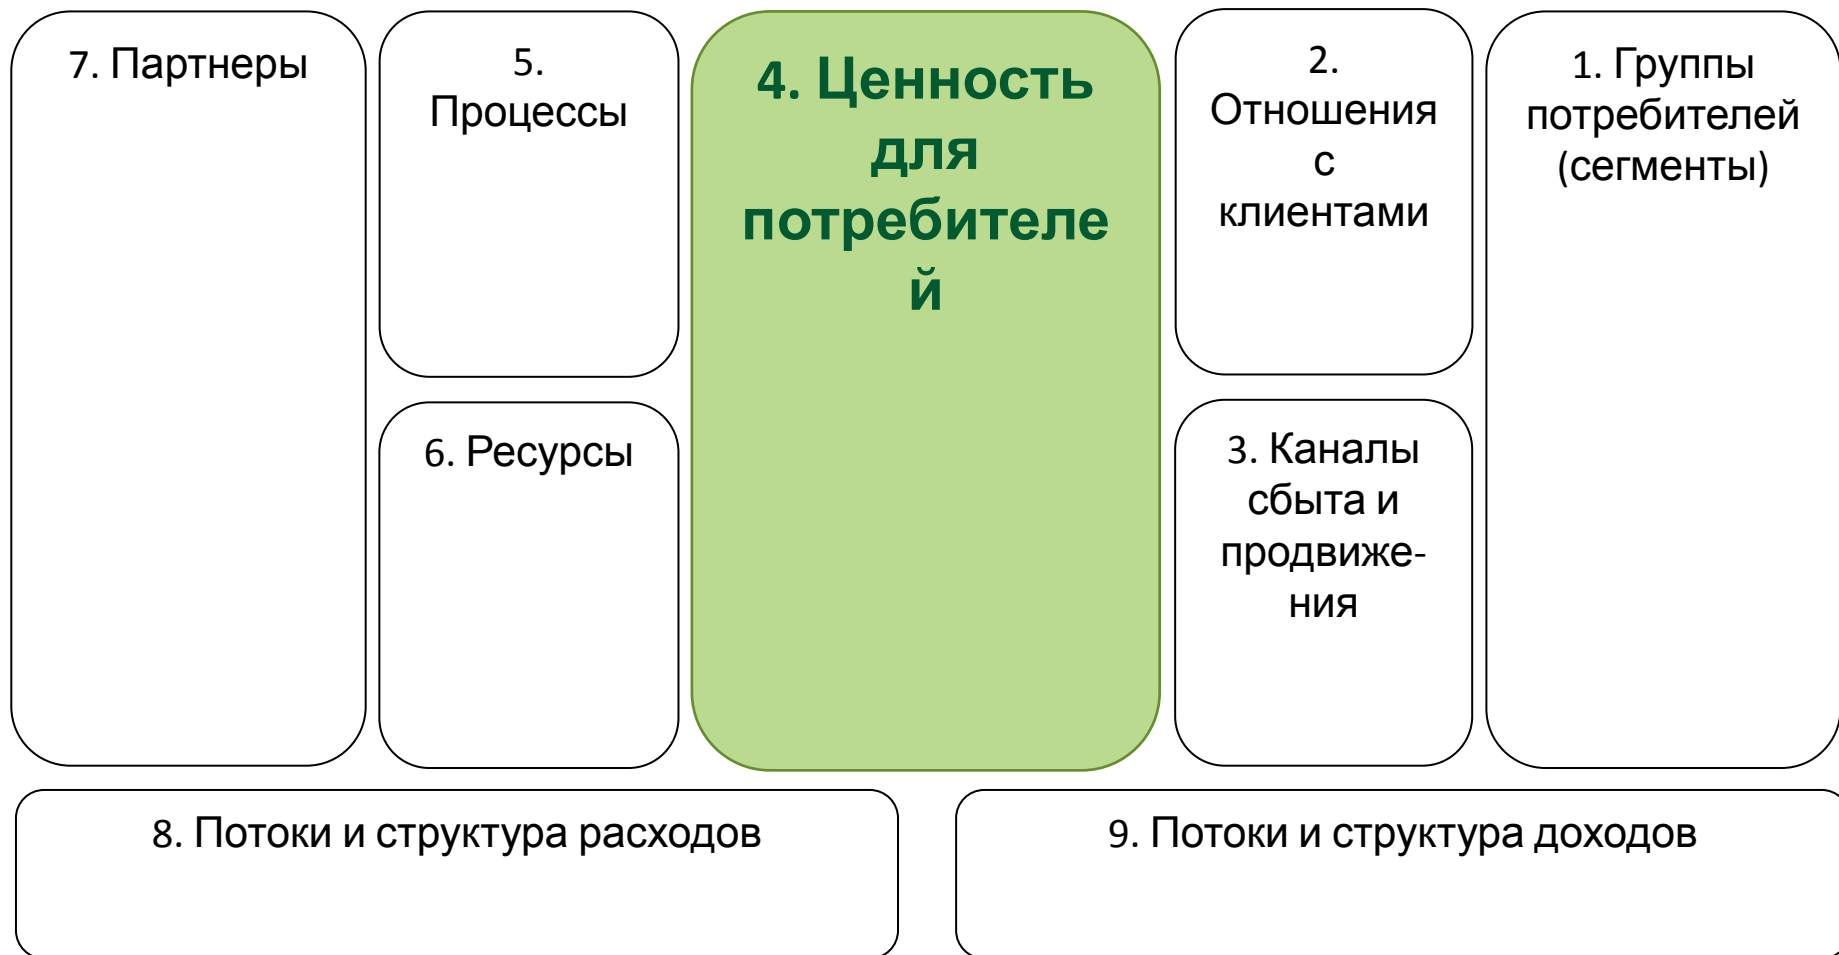 7. Партнеры
5.
Процессы
4. Ценность
для
потребителе
й
2.
Отношения
с
клиентами
1. Группы
потребителей
(сегменты)
6. Ресурсы
3. Каналы
сбыта и
продвиже-
ния
8. Потоки и структура расходов
9. Потоки и структура доходов